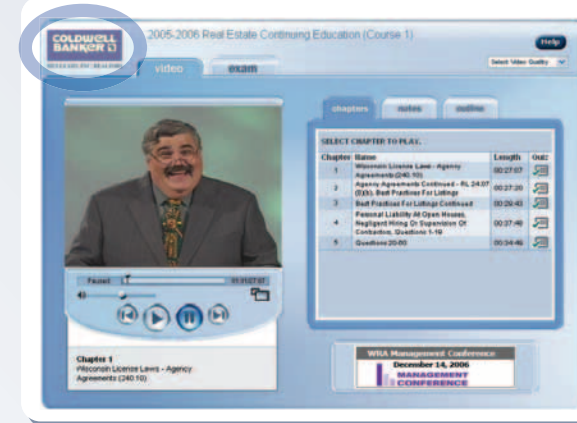 COLDWELL
BANKER
2005-2006 Real Estate Continuing Education (Course 1)
Help
Select Video Quality
video
exam
chapters
notes
outline
SELECT CHAPTER TO PLAY.
Chapter Name Length Quiz
1 Wisconsin License Laws - Agency
Agreements (240.10) 00:27:07
2 Agency Agreements Continued - RL 24.07
(8)(b), Best Practices For Listings 00:27:20
3 Best Practices For Listings Continued 00:29:43
4 Personal Liability At Open Houses,
Negligent Hiring Or Supervision Of
Contractors, Questions 1-19 00:37:48
5 Questions 20-60 00:34:46
Paused
Chapter 1
Wisconsin License Laws - Agency
Agreements (240.10)
WRA Management Conference
December 14, 2006
MANAGEMENT
CONFERENCE